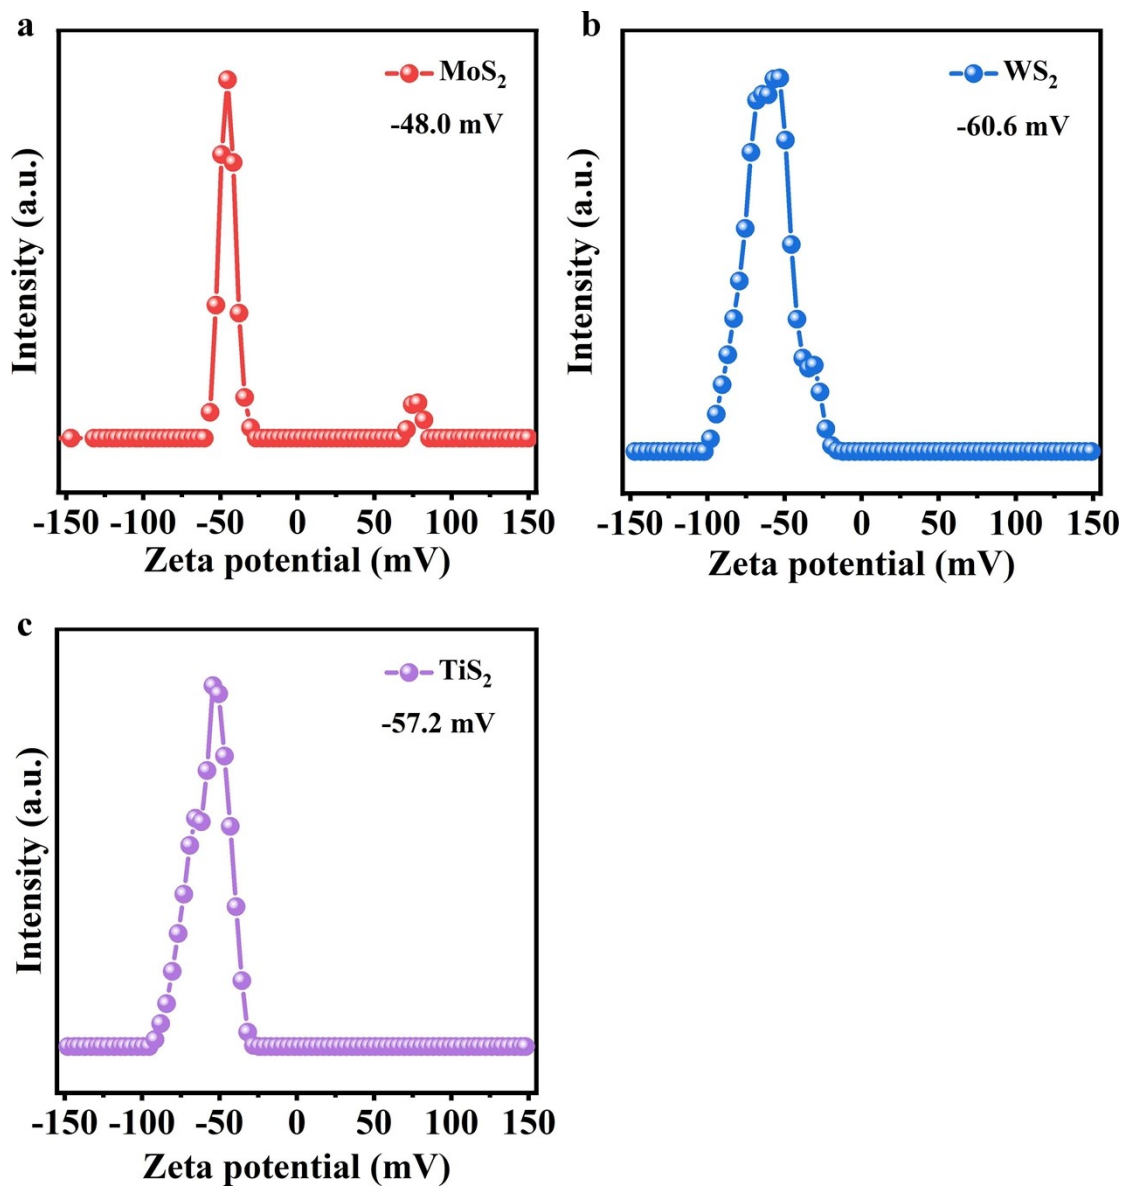 a
MoS₂
-48.0 mV
Intensity (a.u.)
-150 -100 -50 0 50 100 150
Zeta potential (mV)
b
WS₂
-60.6 mV
Intensity (a.u.)
-150 -100 -50 0 50 100 150
Zeta potential (mV)
c
TiS₂
-57.2 mV
Intensity (a.u.)
-150 -100 -50 0 50 100 150
Zeta potential (mV)